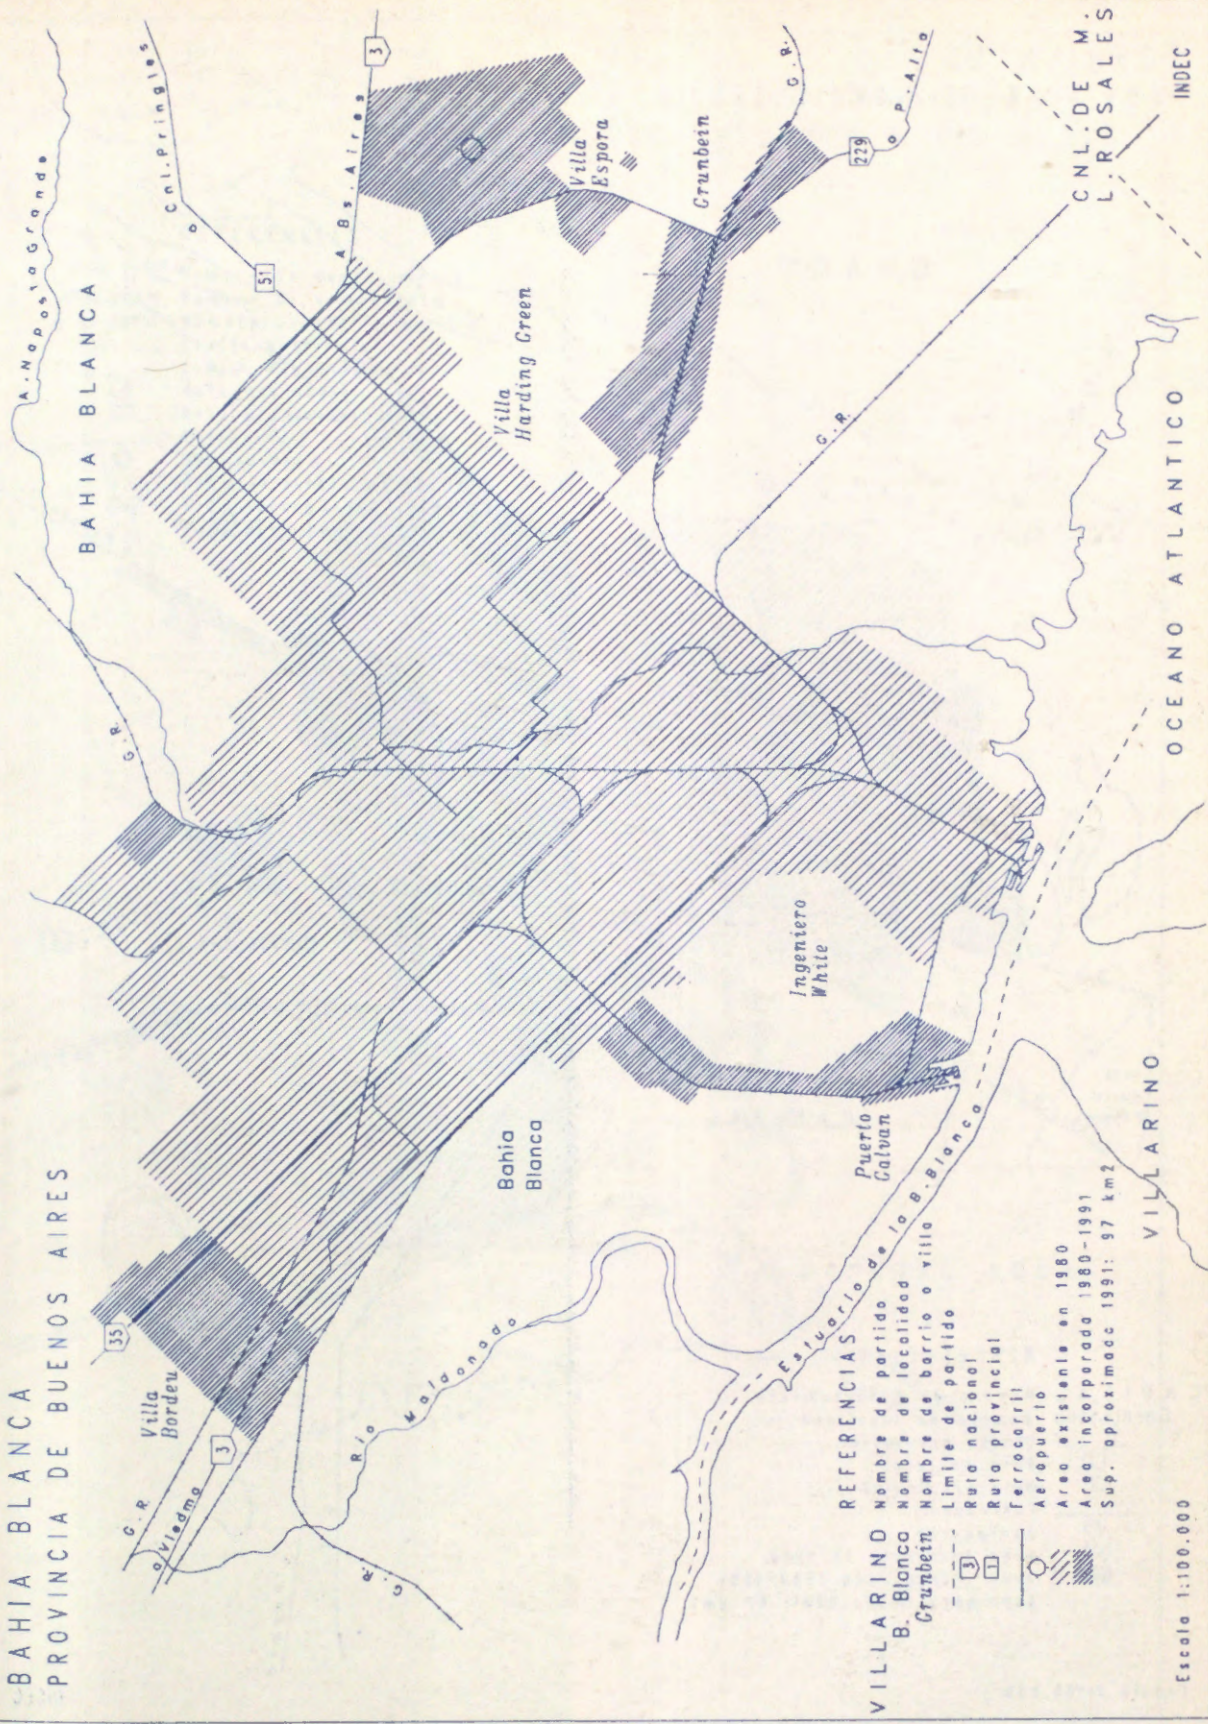 BAHIA BLANCA
PROVINCIA DE BUENOS AIRES
A. Naposta Grande
BAHIA BLANCA
Cnl. Pringles
a
51
A Bs. Aires
3
G.R.
35
Villa
Bordeu
G.R.
a Viedma
3
G.R.
Rio Maldonado
Bahia
Blanca
Villa
Harding Green
Villa
Espora
Grunbein
G.R.
229
a P. Alta
G.R.
CNL. DE M.
L. ROSALES
Ingeniero
White
Puerto
Galvan
Estuario de la B. Blanca
OCEANO ATLANTICO
VILLARINO
REFERENCIAS
VILLARINO Nombre de partido
B. Blanca Nombre de localidad
Grunbein Nombre de barrio o villa
Limite de partido
3 Ruta nacional
Ruta provincial
Ferrocarril
Aeropuerto
Area existente en 1980
Area incorporada 1980-1991
Sup. aproximada 1991: 97 km2
Escala 1:100.000
INDEC